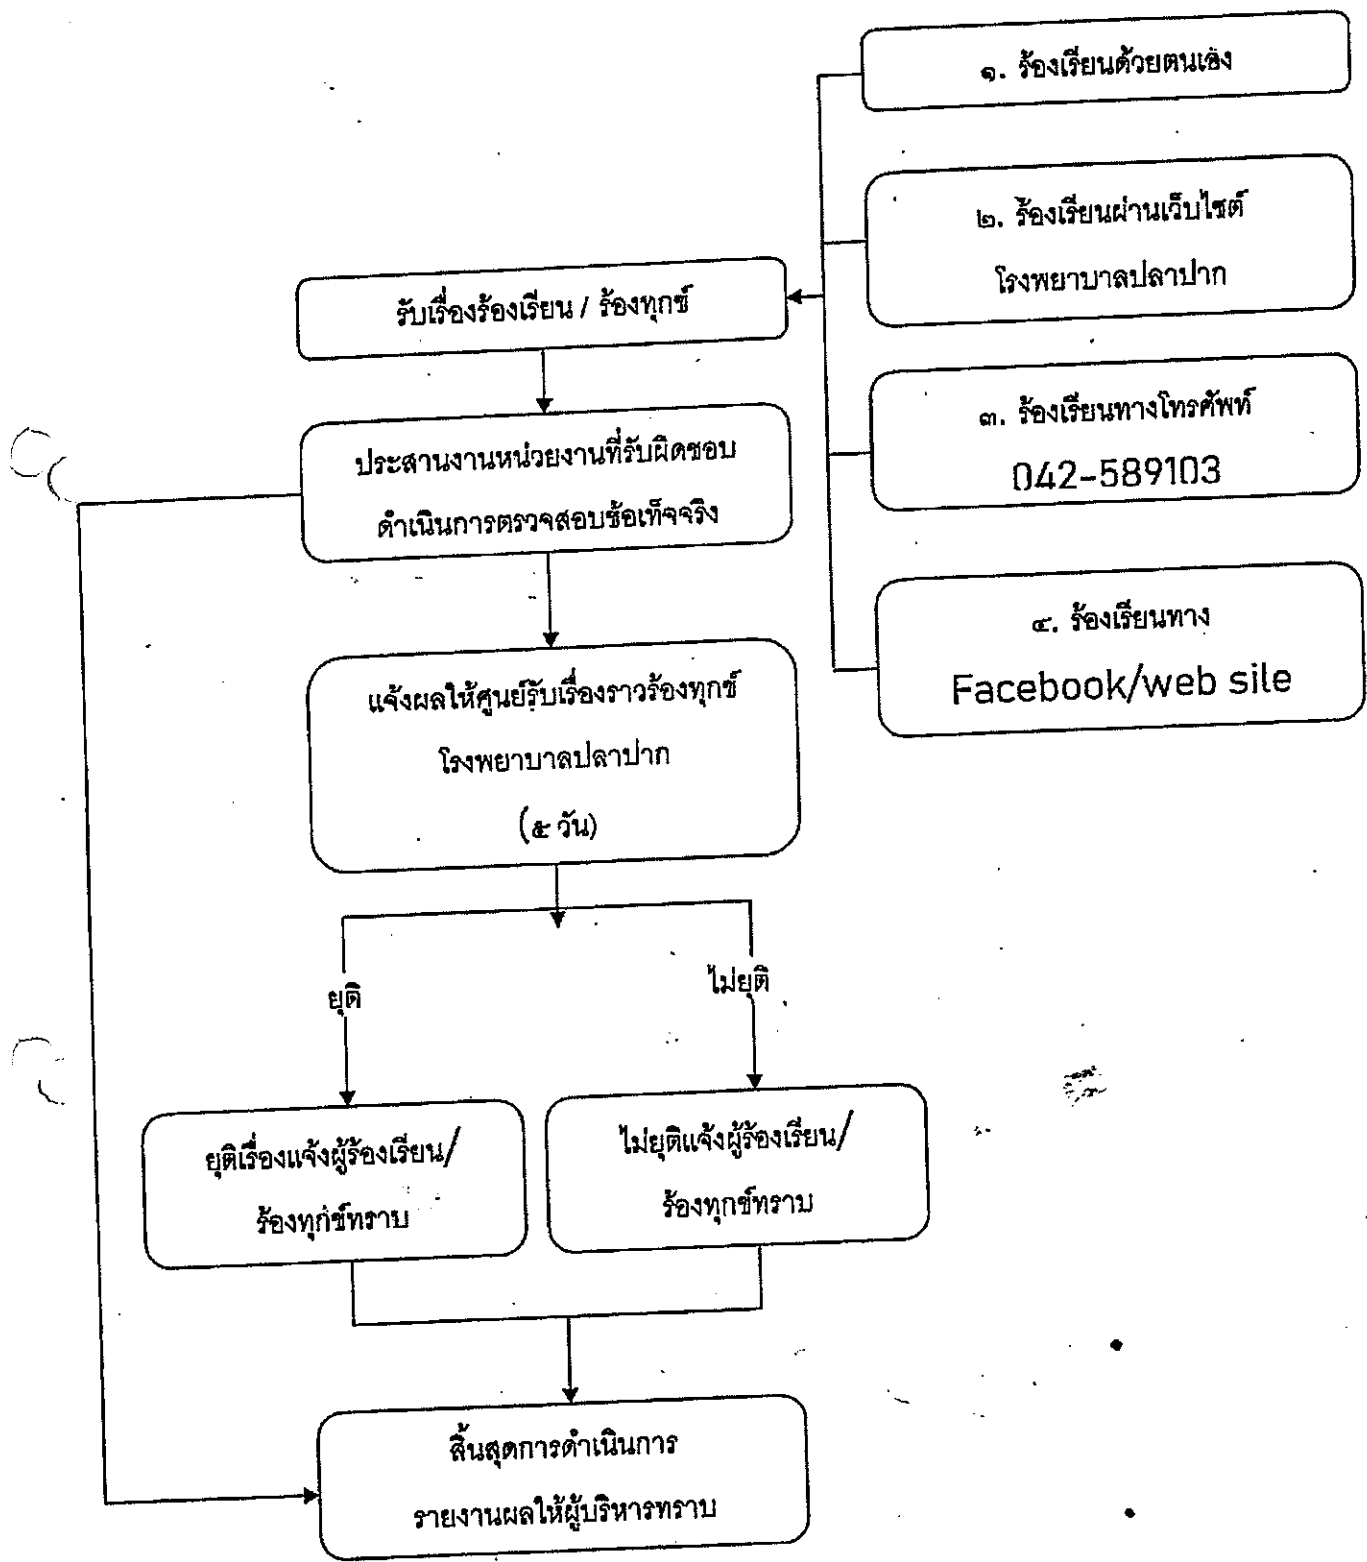 ๑. ร้องเรียนด้วยตนเอง
๒. ร้องเรียนผ่านเว็บไซต์
โรงพยาบาลปลาปาก
๓. ร้องเรียนทางโทรศัพท์
042-589103
๔. ร้องเรียนทาง
Facebook/web sile
รับเรื่องร้องเรียน / ร้องทุกข์
ประสานงานหน่วยงานที่รับผิดชอบ
ดำเนินการตรวจสอบข้อเท็จจริง
แจ้งผลให้ศูนย์รับเรื่องราวร้องทุกข์
โรงพยาบาลปลาปาก
(๕ วัน)
ยุติ
ไม่ยุติ
ยุติเรื่องแจ้งผู้ร้องเรียน/
ร้องทุกข์ทราบ
ไม่ยุติแจ้งผู้ร้องเรียน/
ร้องทุกข์ทราบ
สิ้นสุดการดำเนินการ
รายงานผลให้ผู้บริหารทราบ